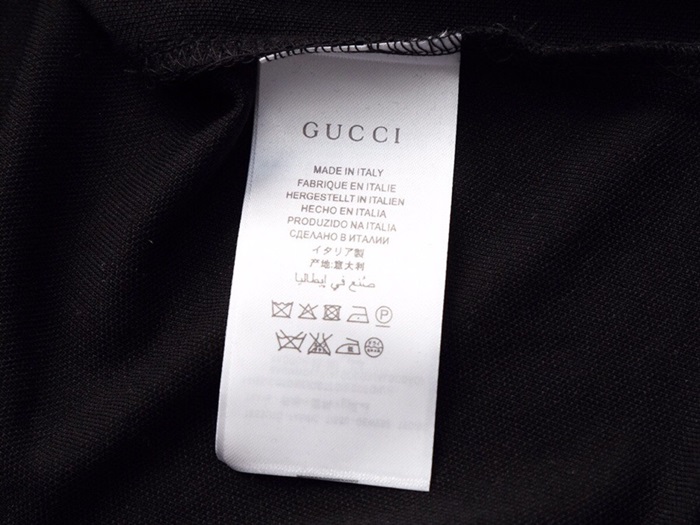 GUCCI
MADE IN ITALY
FABRIQUE EN ITALIE
HERGESTELLT IN ITALIEN
HECHO EN ITALIA
PRODUZIDO NA ITALIA
СДЕЛАНО В ИТАЛИИ
イタリア製
产地:意大利
صُنع في إيطاليا
P